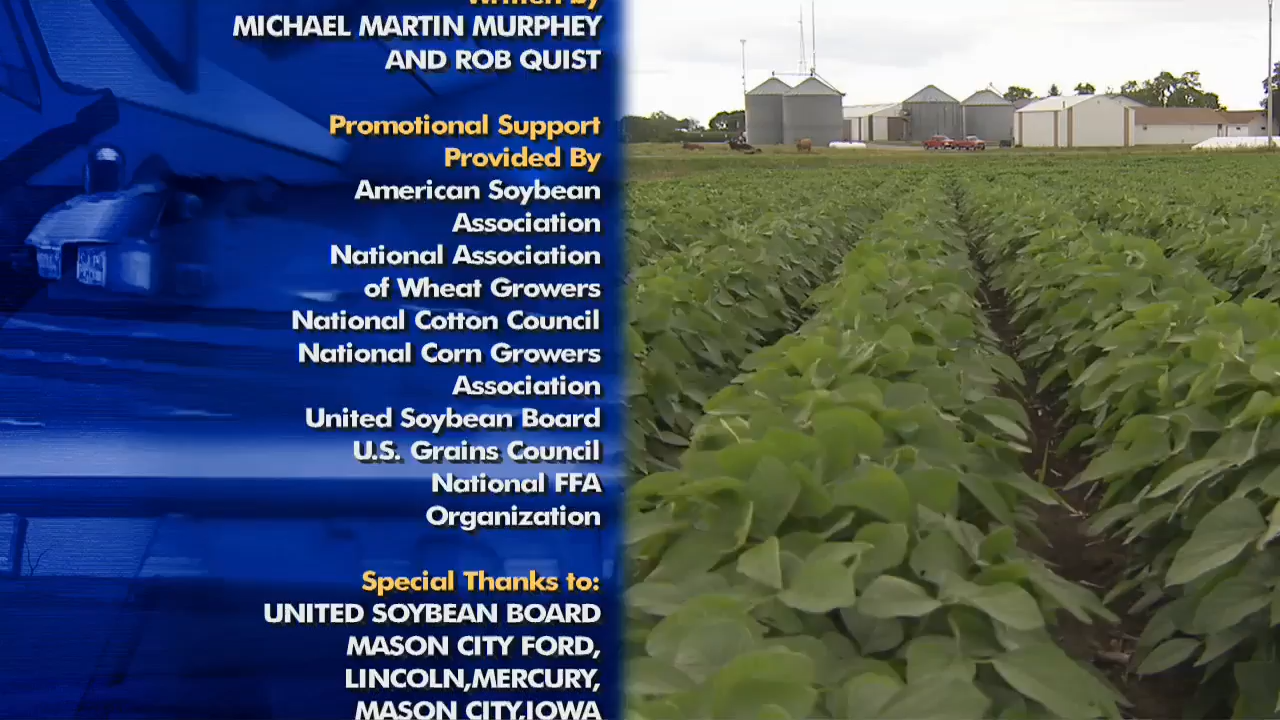 Written by
MICHAEL MARTIN MURPHEY
AND ROB QUIST
Promotional Support
Provided By
American Soybean
Association
National Association
of Wheat Growers
National Cotton Council
National Corn Growers
Association
United Soybean Board
U.S. Grains Council
National FFA
Organization
Special Thanks to:
UNITED SOYBEAN BOARD
MASON CITY FORD,
LINCOLN,MERCURY,
MASON CITY,IOWA